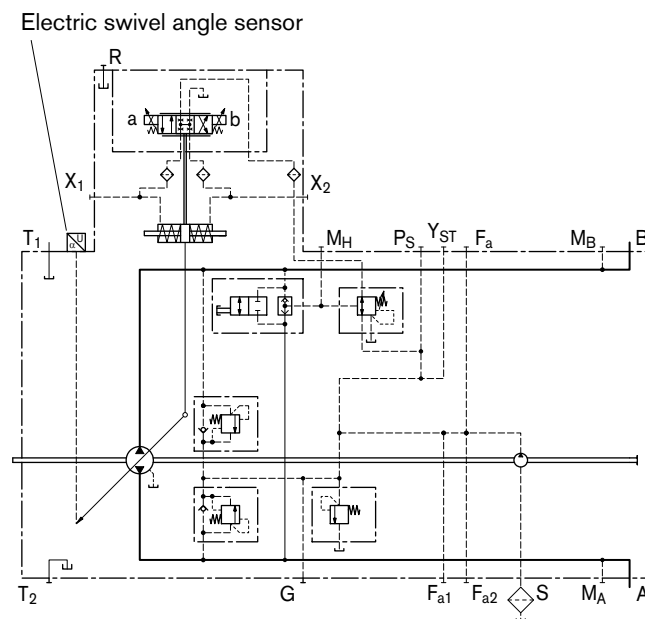 Electric swivel angle sensor
R
a b
X1 X2
T1 U α MH PS YST Fa MB B
T2 G Fa1 Fa2 S MA A